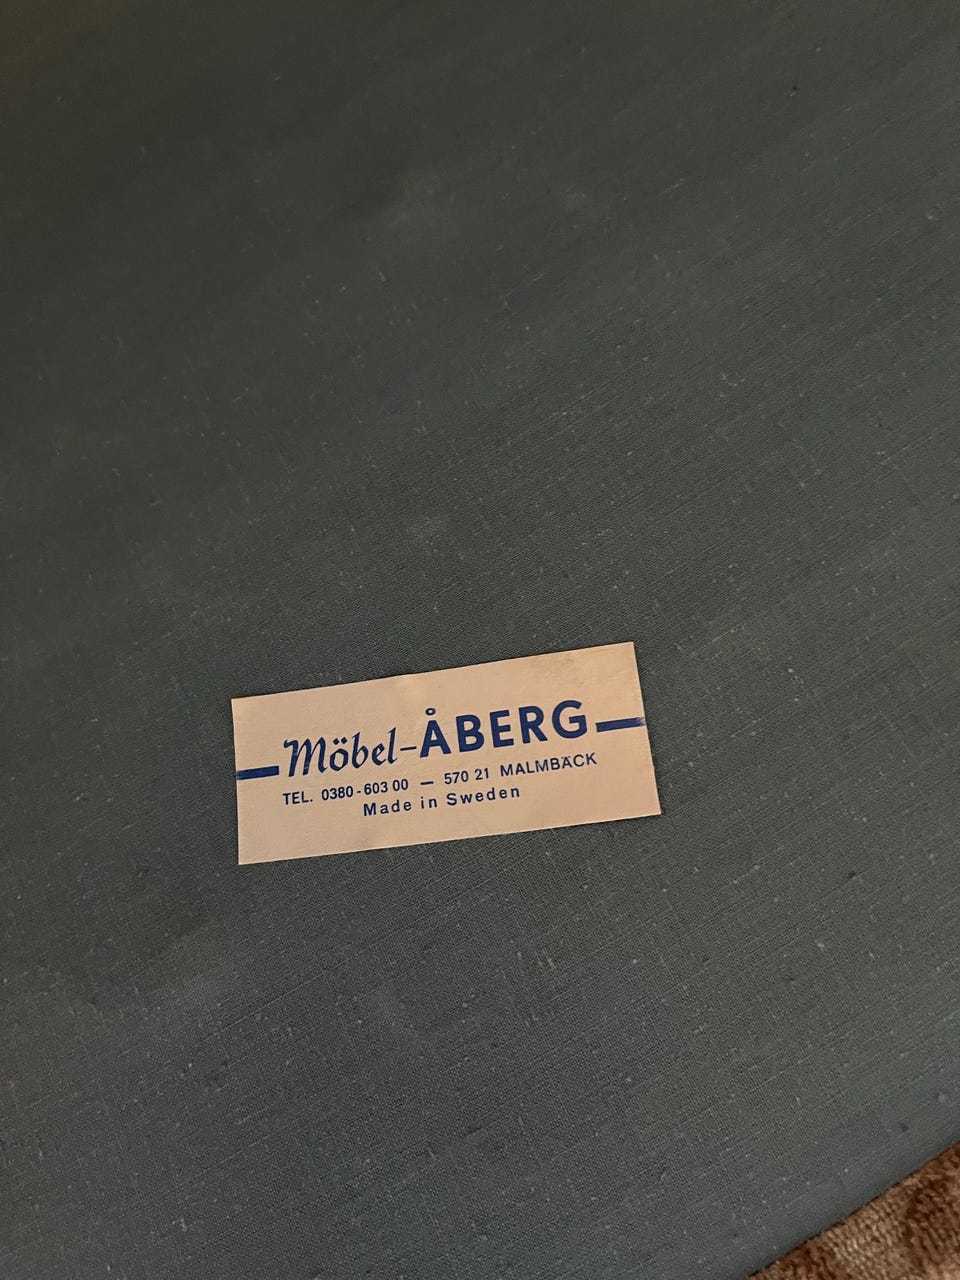 Möbel-ÅBERG
TEL. 0380-603 00 — 570 21 MALMBÄCK
Made in Sweden